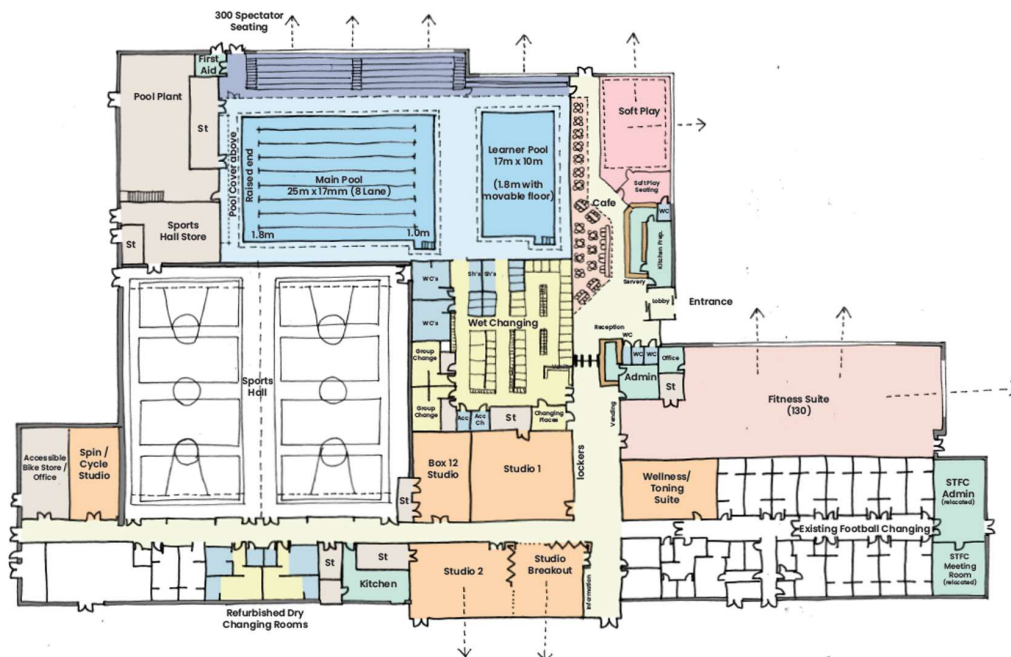 300 Spectator
Seating
First
Aid
Pool Plant
St
Pool Cover above
Raised end
Main Pool
25m x 17mm (8 Lane)
1.8m
1.0m
Learner Pool
17m x 10m
(1.8m with
movable floor)
Soft Play
Soft Play
Seating
Cafe
WC
Kitchen Prep.
Servery
Lobby
Entrance
Sports
Hall Store
St
WC's
WC's
Sh's
Sh's
Wet Changing
Group
Change
Group
Change
Acc
Acc
Ch
St
Changing
Places
Reception
WC
WC
WC
Office
Admin
St
Vending
Fitness Suite
(130)
Sports
Hall
Accessible
Bike Store /
Office
Spin /
Cycle
Studio
St
Box 12
Studio
Studio 1
lockers
Wellness/
Toning
Suite
STFC
Admin
(relocated)
Existing Football Changing
STFC
Meeting
Room
(relocated)
St
St
Kitchen
Studio 2
Studio
Breakout
Information
Refurbished Dry
Changing Rooms